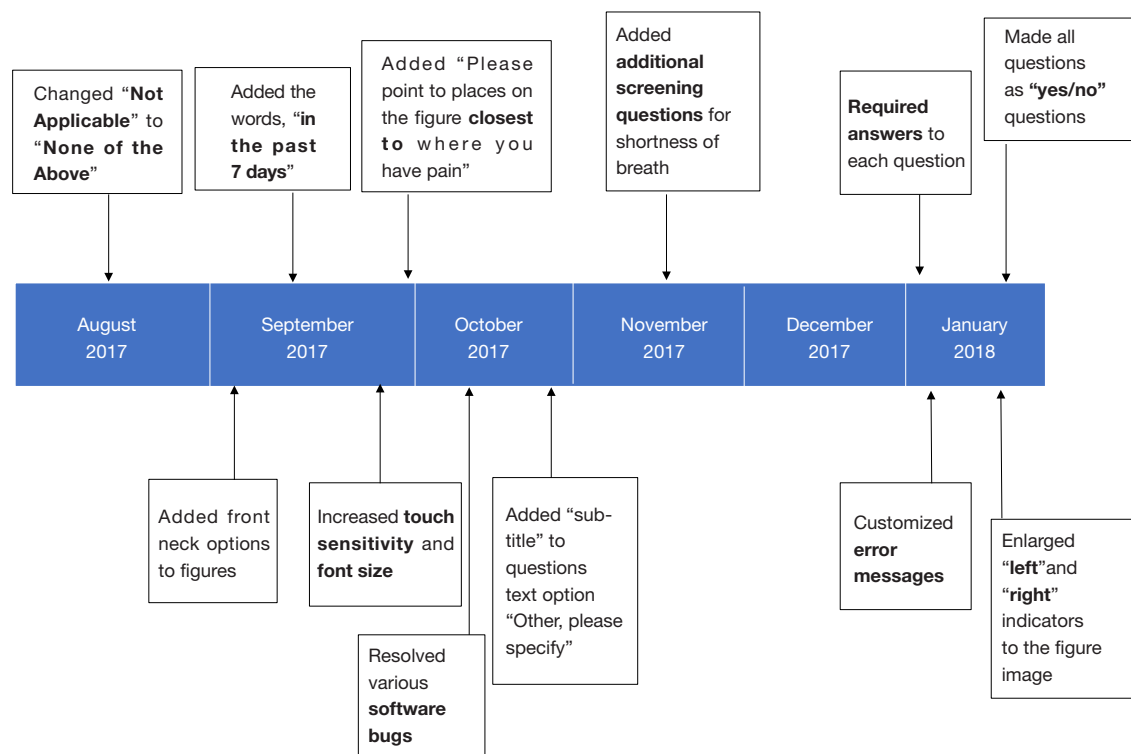 Changed “Not
Applicable” to
“None of the
Above”
Added the
words, “in
the past
7 days”
Added “Please
point to places on
the figure closest
to where you
have pain”
Added
additional
screening
questions for
shortness of
breath
Required
answers to
each question
Made all
questions
as “yes/no”
questions
August
2017
September
2017
October
2017
November
2017
December
2017
January
2018
Added front
neck options
to figures
Increased touch
sensitivity and
font size
Resolved
various
software
bugs
Added “sub-
title” to
questions
text option
“Other, please
specify”
Customized
error
messages
Enlarged
“left”and
“right”
indicators
to the figure
image